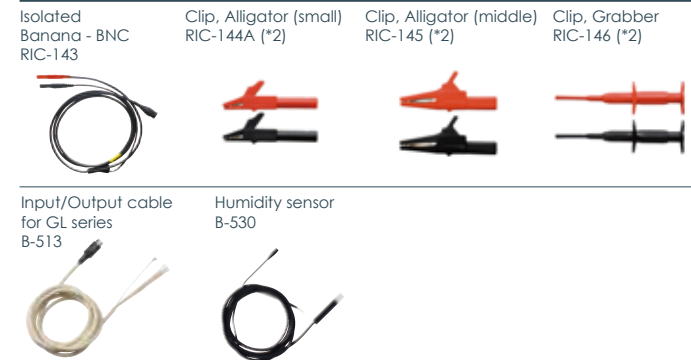 Isolated
Banana - BNC
RIC-143
Clip, Alligator (small)
RIC-144A (*2)
Clip, Alligator (middle)
RIC-145 (*2)
Clip, Grabber
RIC-146 (*2)
Input/Output cable
for GL series
B-513
Humidity sensor
B-530